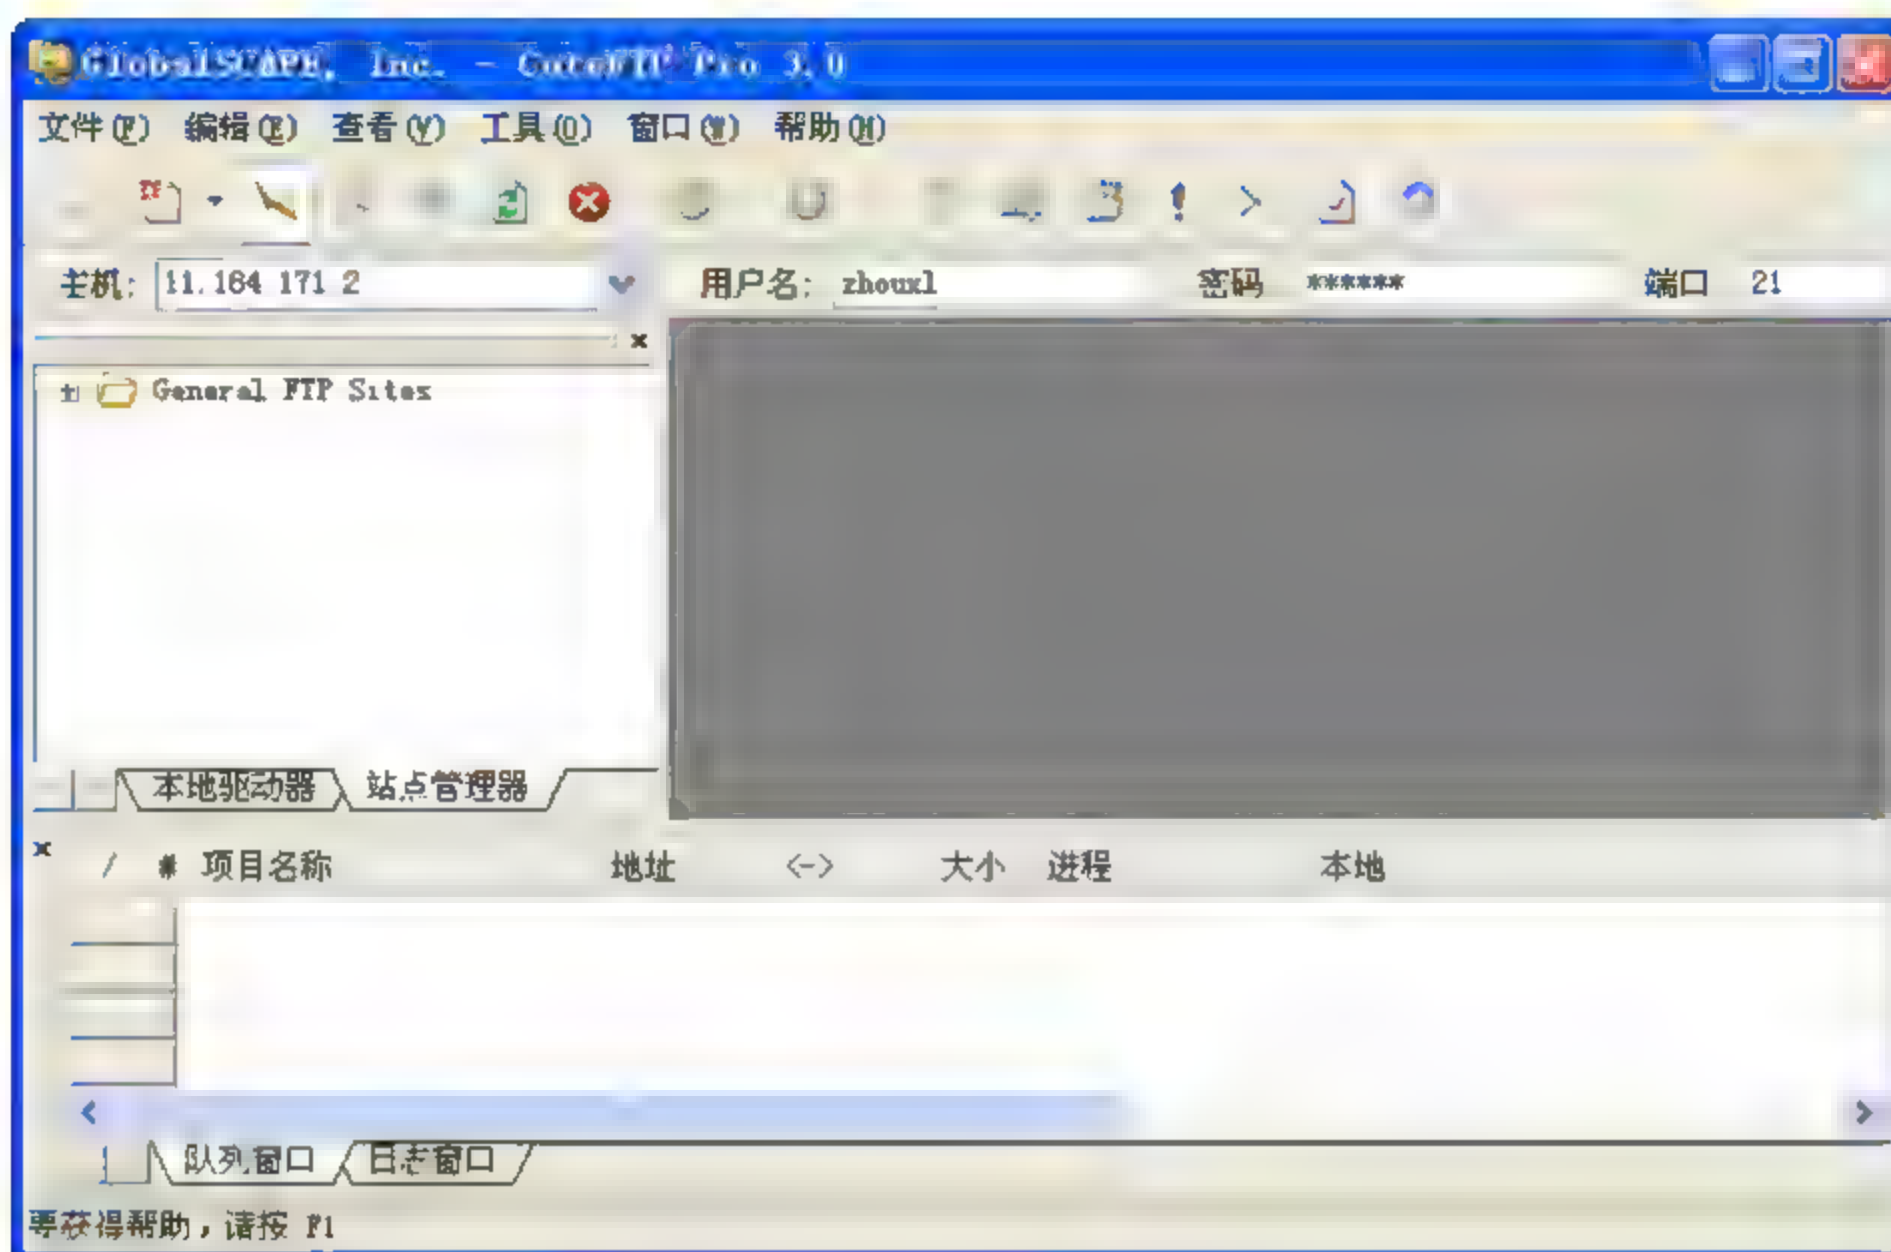 GlobalSCAPE, Inc. - CuteFTP Pro 3.0
文件(F) 编辑(E) 查看(V) 工具(O) 窗口(W) 帮助(H)
主机: 11.164 171 2 用户名: zhouxl 密码 ****** 端口 21
General FTP Sites
本地驱动器 站点管理器
/ # 项目名称 地址 <-> 大小 进程 本地
队列窗口 日志窗口
要获得帮助,请按 F1